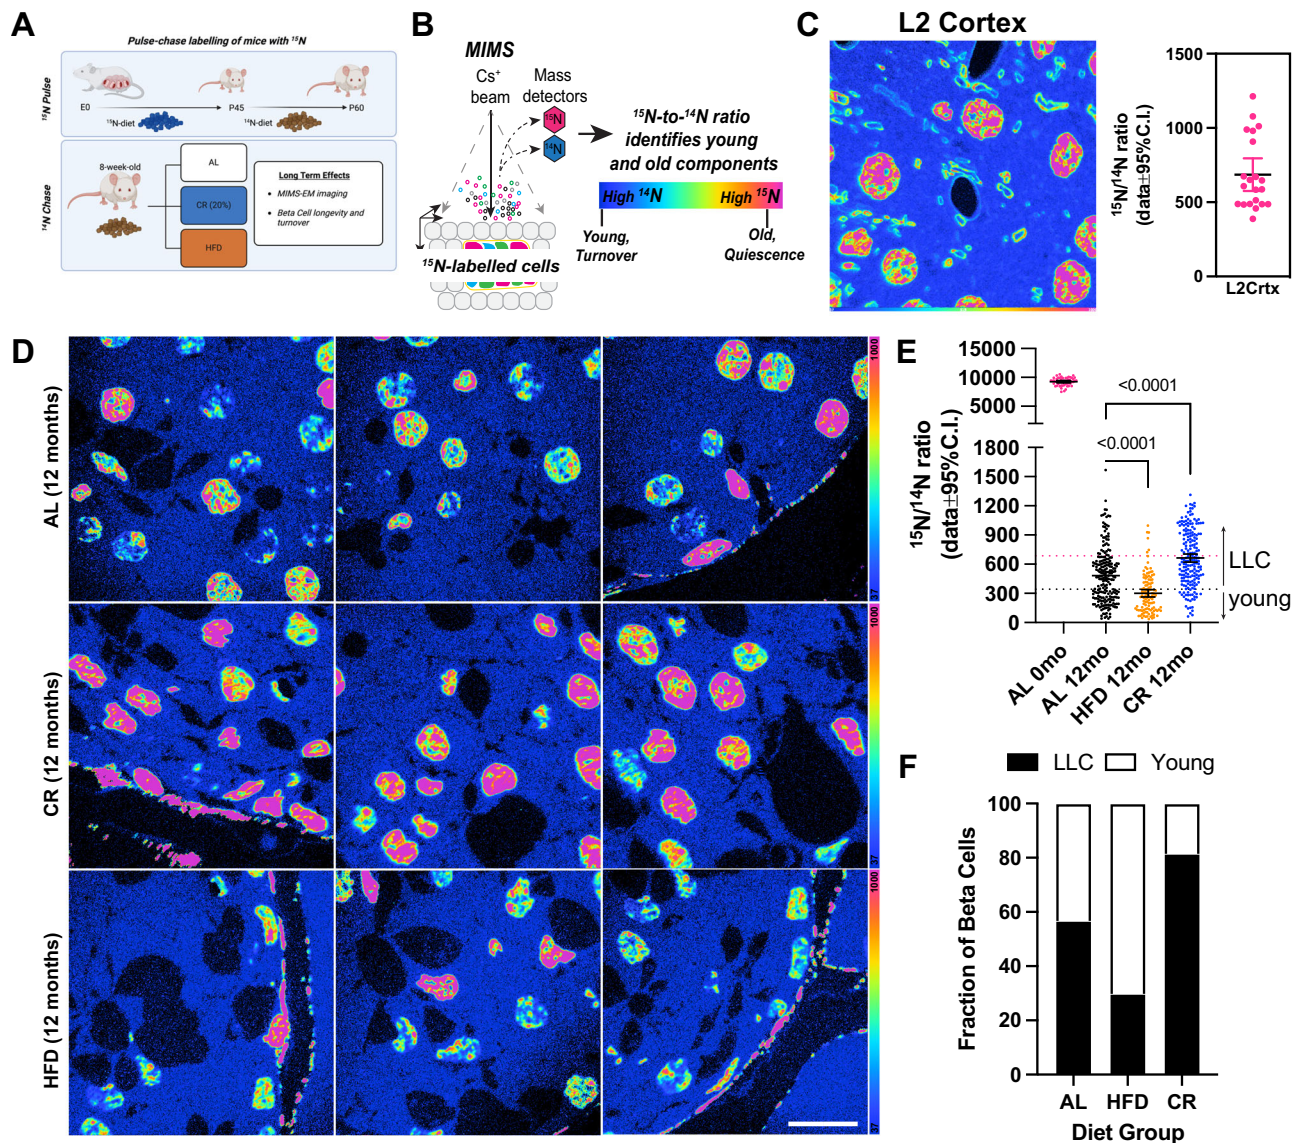 A
Pulse-chase labelling of mice with ¹⁵N
¹⁵N Pulse
E0
P45
P60
¹⁵N-diet
¹⁴N-diet
¹⁴N Chase
8-week-old
AL
CR (20%)
HFD
Long Term Effects
• MIMS-EM imaging
• Beta Cell longevity and
turnover
B
MIMS
Cs⁺
beam
Mass
detectors
¹⁵N
¹⁴N
¹⁵N-to-¹⁴N ratio
identifies young
and old components
High ¹⁴N
High ¹⁵N
Young,
Turnover
Old,
Quiescence
¹⁵N-labelled cells
C
L2 Cortex
¹⁵N/¹⁴N ratio
(data±95%C.I.)
1500
1000
500
0
L2Crtx
D
AL (12 months)
1000
37
CR (12 months)
1000
37
HFD (12 months)
1000
37
E
¹⁵N/¹⁴N ratio
(data±95%C.I.)
15000
10000
5000
1800
1500
1200
900
600
300
0
<0.0001
<0.0001
LLC
young
AL 0mo
AL 12mo
HFD 12mo
CR 12mo
F
LLC
Young
Fraction of Beta Cells
100
80
60
40
20
0
AL
HFD
CR
Diet Group